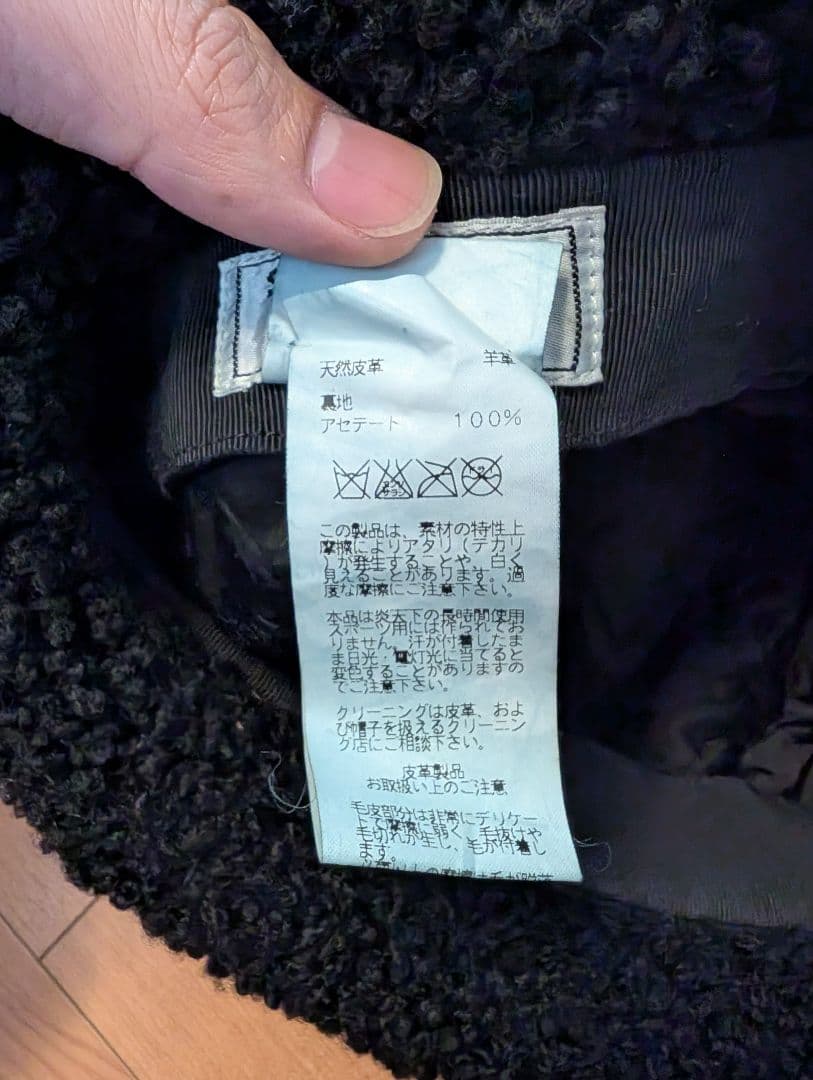 天然皮革 羊革
裏地
アセテート 100%
エンソ
サラシ
ドライ
この製品は、素材の特性上
摩擦によりアタリ(テカリ
)が発生することや、白く
見えることがあります。過
度な摩擦にご注意下さい。
本品は炎天下の長時間使用
スポーツ用には作られてお
りません。汗が付着したま
ま日光・電灯光に当てると
変色することがありますの
でご注意下さい。
クリーニングは皮革、およ
び帽子を扱えるクリーニン
グ店にご相談下さい。
皮革製品
お取扱い上のご注意
毛皮部分は非常にデリケー
トで摩擦に弱く、毛抜けや
毛切れが生じ、毛が付着し
ます。